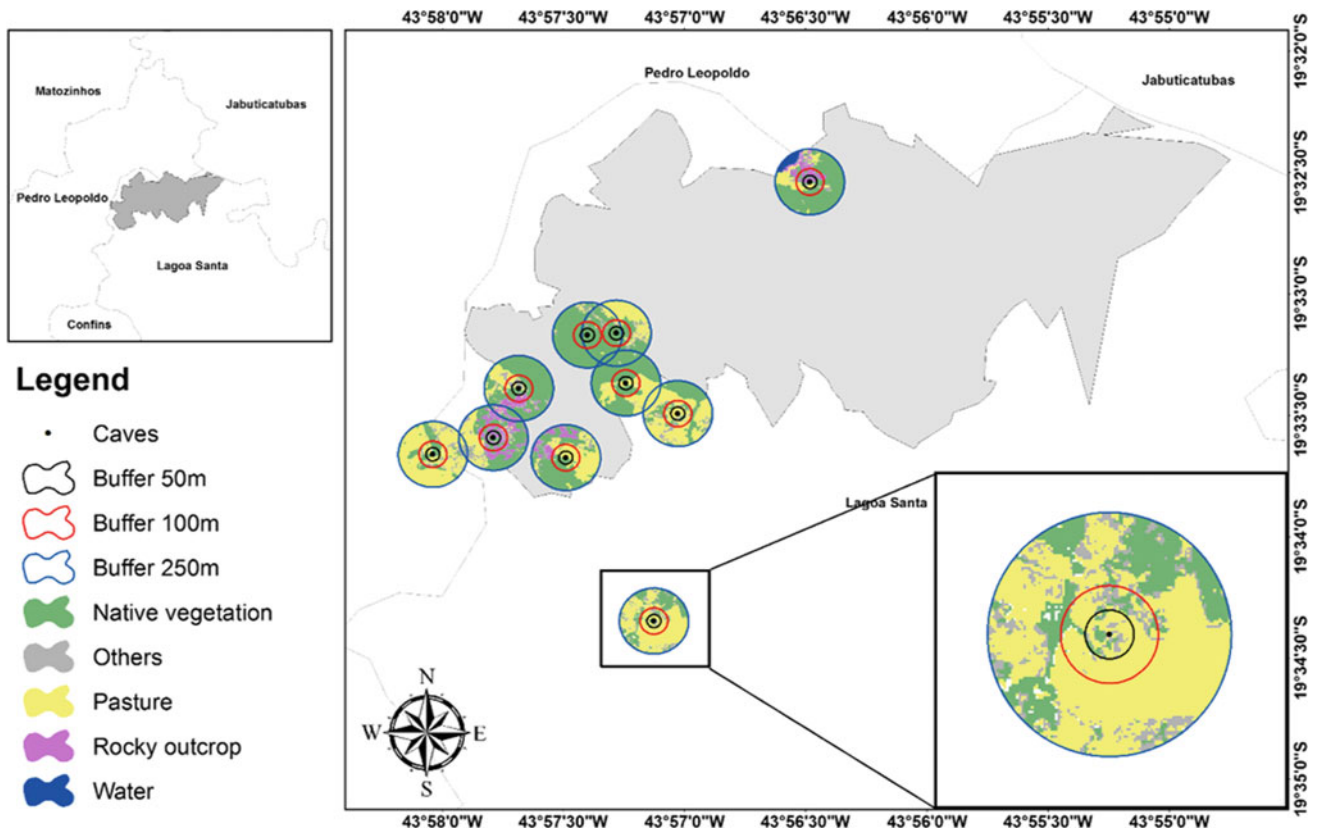 43°58'0"W 43°57'30"W 43°57'0"W 43°56'30"W 43°56'0"W 43°55'30"W 43°55'0"W
Matozinhos
Jabuticatubas
Pedro Leopoldo
Lagoa Santa
Confins
Pedro Leopoldo
Jabuticatubas
Lagoa Santa
19°32'0"S
19°32'30"S
19°33'0"S
19°33'30"S
19°34'0"S
19°34'30"S
19°35'0"S
Legend
Caves
Buffer 50m
Buffer 100m
Buffer 250m
Native vegetation
Others
Pasture
Rocky outcrop
Water
N
W E
S
43°58'0"W 43°57'30"W 43°57'0"W 43°56'30"W 43°56'0"W 43°55'30"W 43°55'0"W